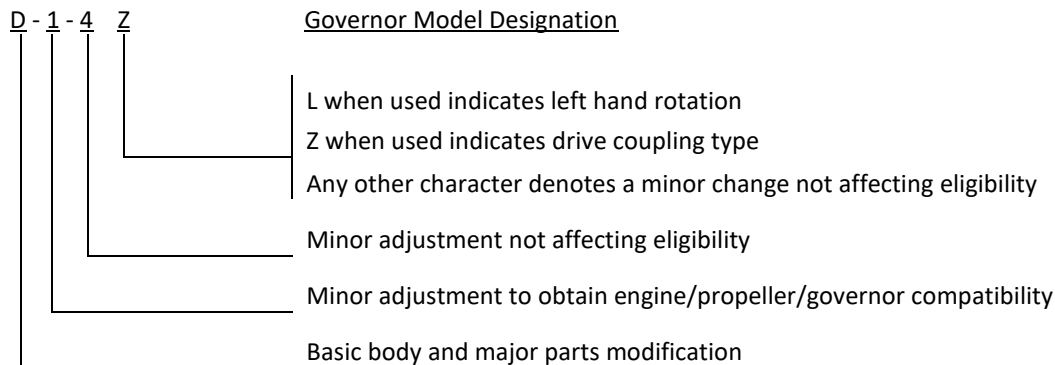 D - 1 - 4 Z Governor Model Designation
L when used indicates left hand rotation
Z when used indicates drive coupling type
Any other character denotes a minor change not affecting eligibility
Minor adjustment not affecting eligibility
Minor adjustment to obtain engine/propeller/governor compatibility
Basic body and major parts modification